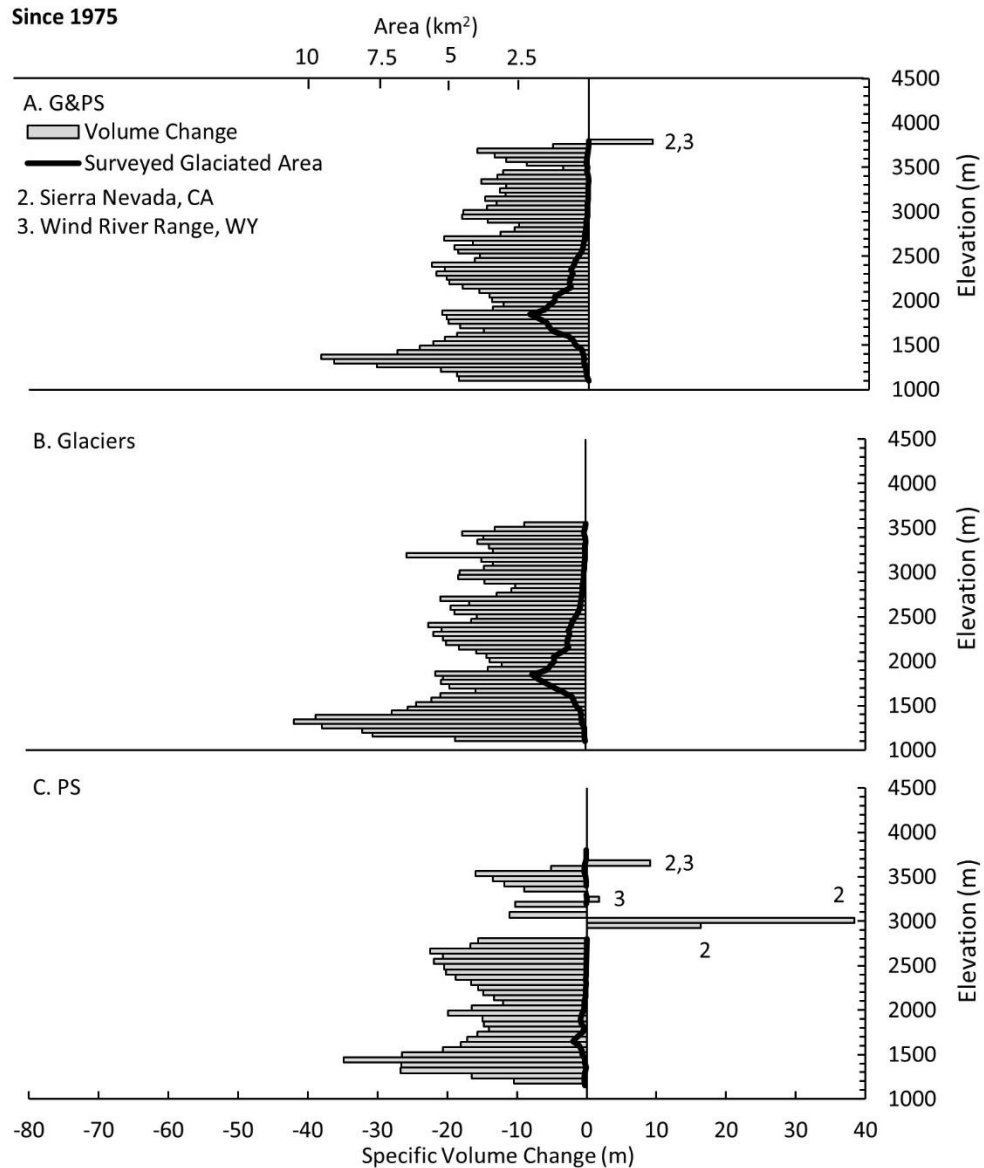 Since 1975
Area (km²)
10 7.5 5 2.5
A. G&PS
Volume Change
Surveyed Glaciated Area
2. Sierra Nevada, CA
3. Wind River Range, WY
2,3
4500
4000
3500
3000
2500
2000
1500
1000
Elevation (m)
B. Glaciers
4500
4000
3500
3000
2500
2000
1500
1000
Elevation (m)
C. PS
2,3
3
2
2
4500
4000
3500
3000
2500
2000
1500
1000
Elevation (m)
-80 -70 -60 -50 -40 -30 -20 -10 0 10 20 30 40
Specific Volume Change (m)